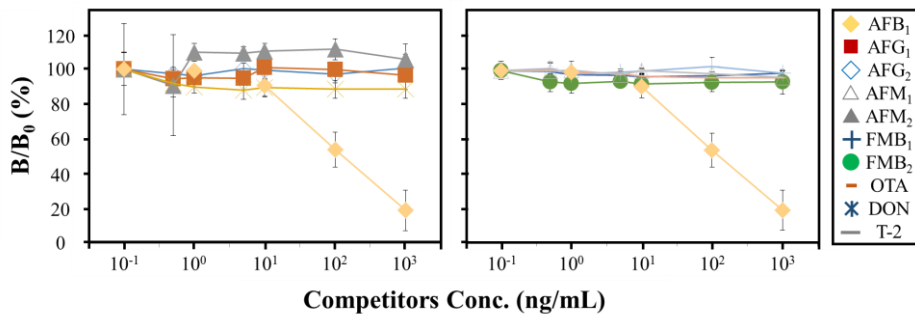 B/B₀ (%)
120
100
80
60
40
20
0
10⁻¹ 10⁰ 10¹ 10² 10³
10⁻¹ 10⁰ 10¹ 10² 10³
Competitors Conc. (ng/mL)
AFB₁
AFG₁
AFG₂
AFM₁
AFM₂
FMB₁
FMB₂
OTA
DON
T-2